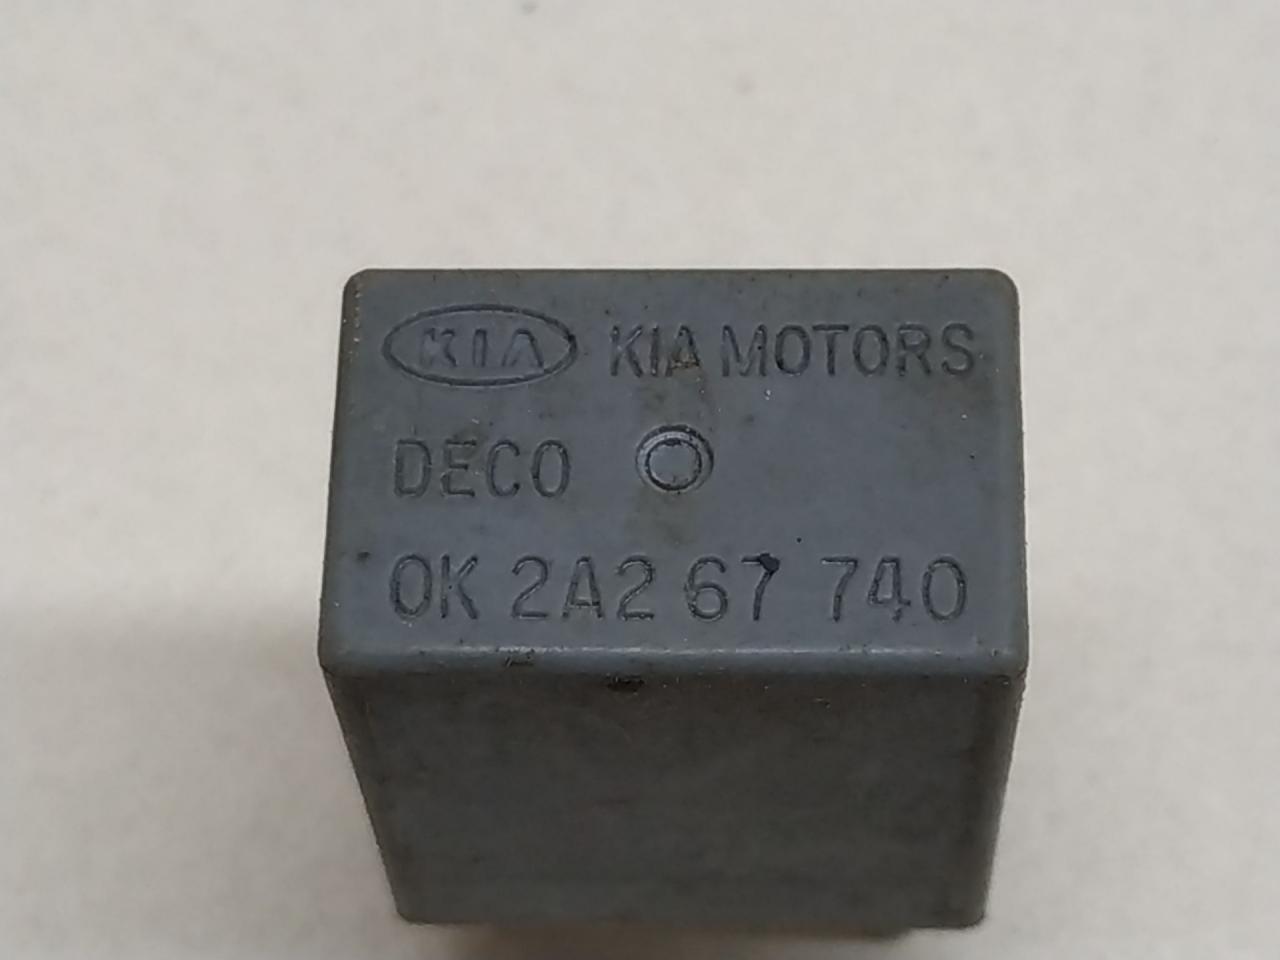 KIA KIA MOTORS
DECO
0K 2A2 67 740